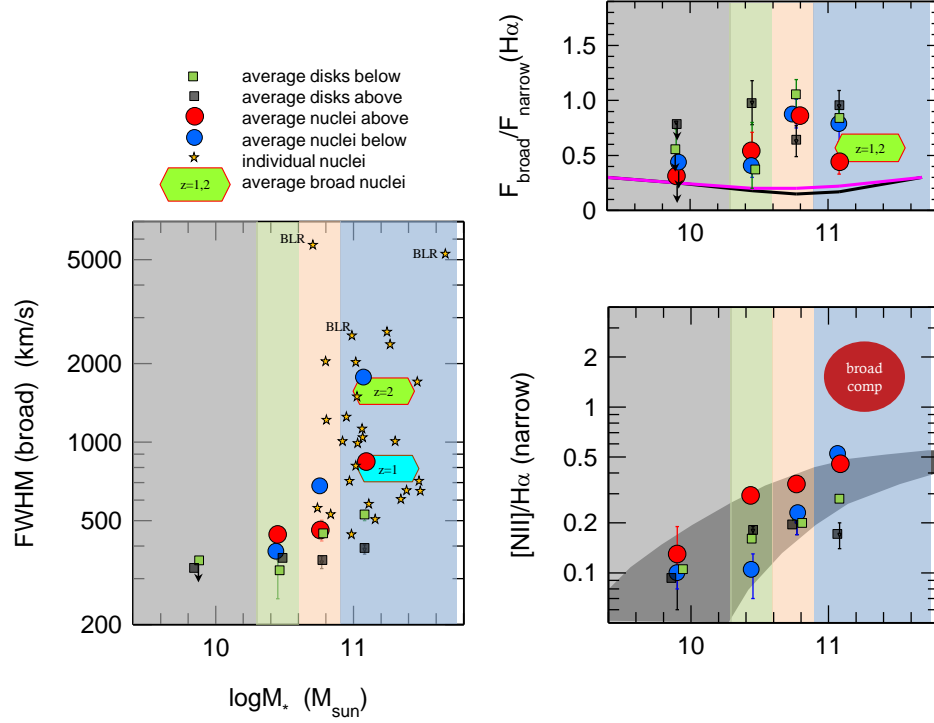 average disks below
average disks above
average nuclei above
average nuclei below
individual nuclei
z=1,2 average broad nuclei
FWHM (broad) (km/s)
5000
2000
1000
500
200
BLR
BLR
BLR
z=2
z=1
10
11
logM* (Msun)
Fbroad/Fnarrow(Hα)
1.5
1.0
0.5
0
z=1,2
10
11
[NII]/Hα (narrow)
2
1
0.5
0.2
0.1
broad
comp
10
11